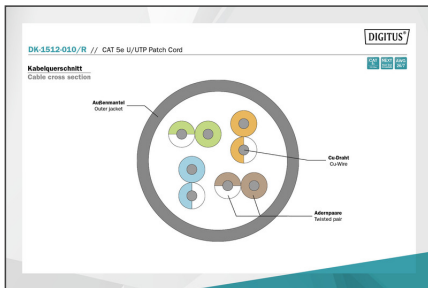 DIGITUS®
DK-1512-010/R // CAT 5e U/UTP Patch Cord
Kabelquerschnitt
Cable cross section
Außenmantel
Outer jacket
Cu-Draht
Cu-Wire
Adernpaare
Twisted pair